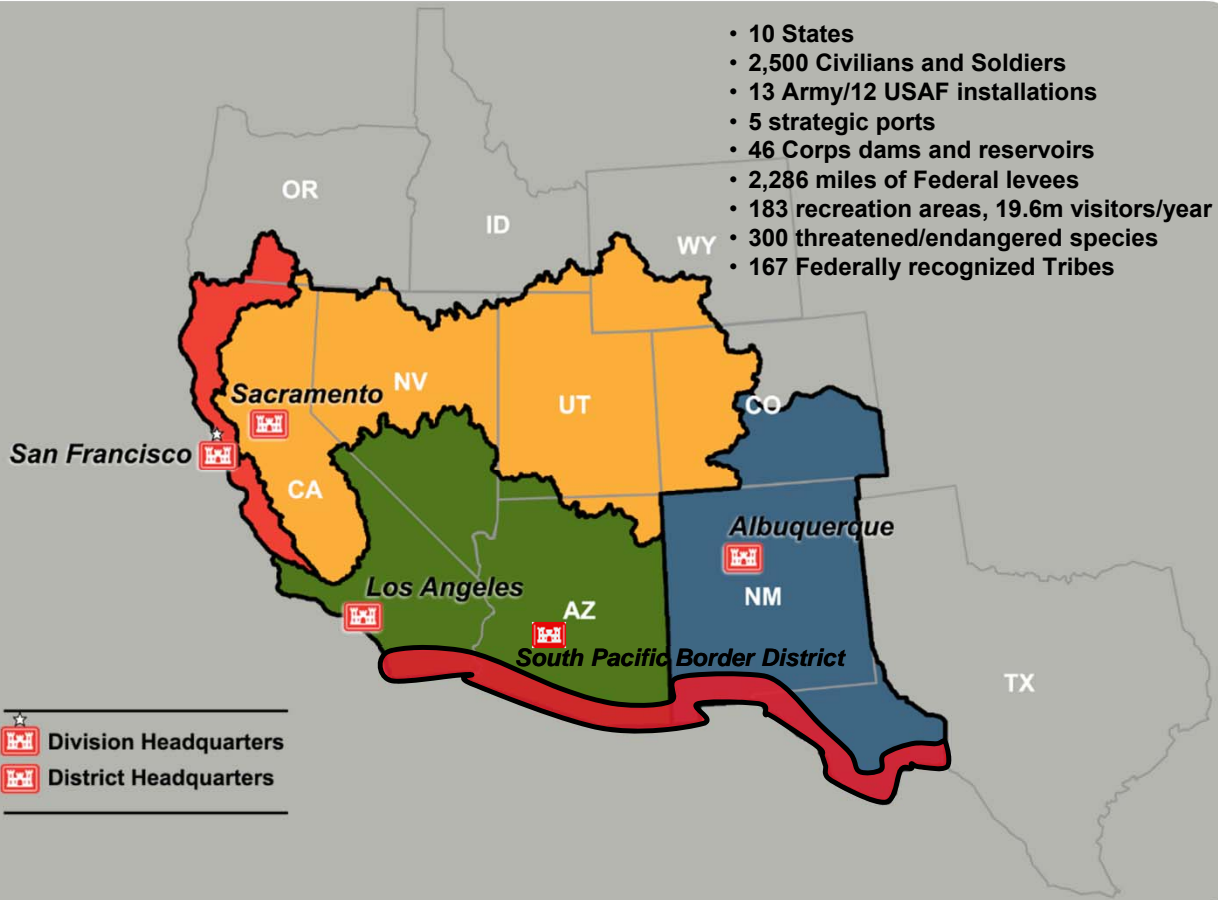 • 10 States
• 2,500 Civilians and Soldiers
• 13 Army/12 USAF installations
• 5 strategic ports
• 46 Corps dams and reservoirs
• 2,286 miles of Federal levees
• 183 recreation areas, 19.6m visitors/year
• 300 threatened/endangered species
• 167 Federally recognized Tribes
OR
ID
WY
NV
UT
CO
Sacramento
San Francisco
CA
Albuquerque
Los Angeles
NM
AZ
South Pacific Border District
TX
Division Headquarters
District Headquarters